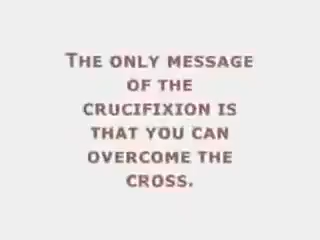 THE ONLY MESSAGE
OF THE
CRUCIFIXION IS
THAT YOU CAN
OVERCOME THE
CROSS.